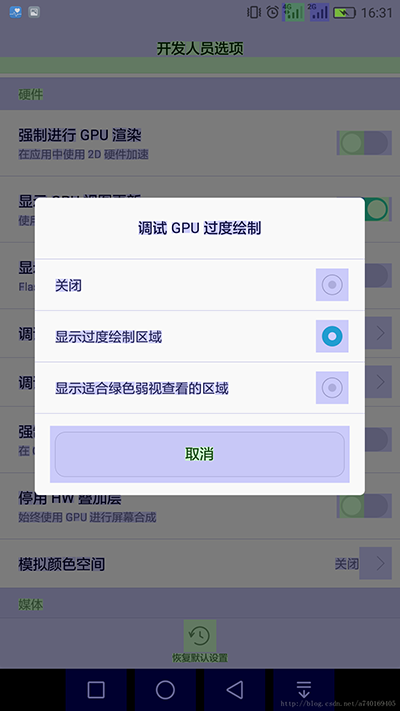 4G
2G
16:31
开发人员选项
硬件
强制进行 GPU 渲染
在应用中使用 2D 硬件加速
显示 GPU 视图更新
使用
调试 GPU 过度绘制
显示
Flas
关闭
调试
显示过度绘制区域
调试
显示适合绿色弱视查看的区域
强制
在
取消
停用 HW 叠加层
始终使用 GPU 进行屏幕合成
模拟颜色空间
关闭
媒体
恢复默认设置
http://blog.csdn.net/a740169405